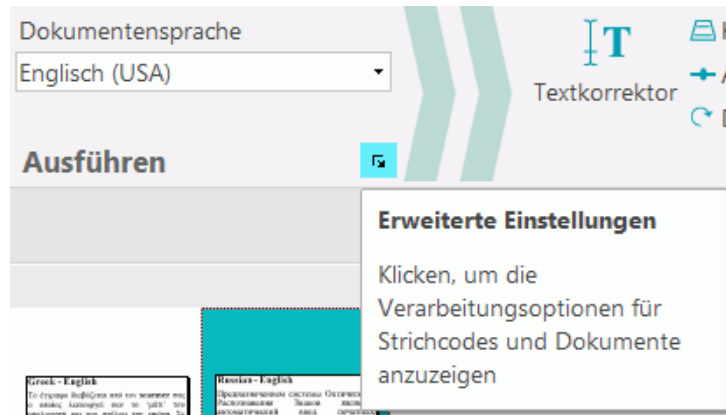 Dokumentensprache
Englisch (USA)
Textkorrektor
Ausführen
Erweiterte Einstellungen
Klicken, um die
Verarbeitungsoptionen für
Strichcodes und Dokumente
anzuzeigen
Greek - English
Russian - English